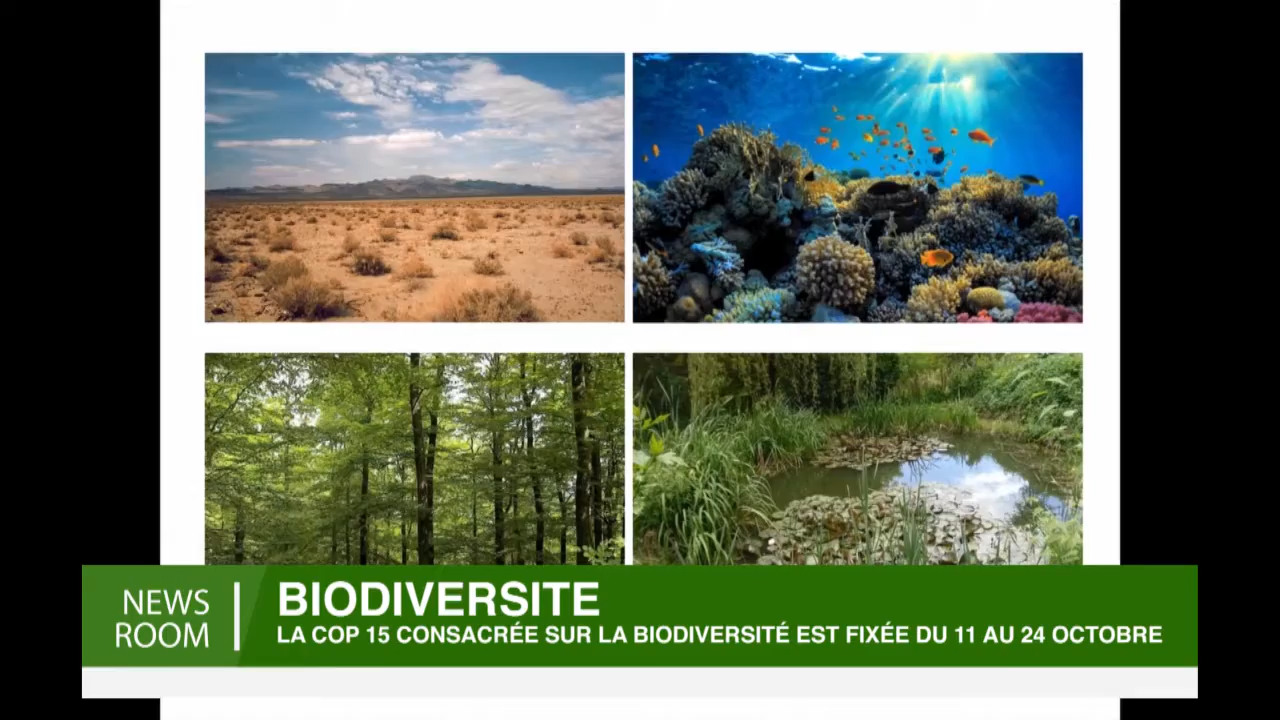 NEWS
ROOM
BIODIVERSITE
LA COP 15 CONSACRÉE SUR LA BIODIVERSITÉ EST FIXÉE DU 11 AU 24 OCTOBRE